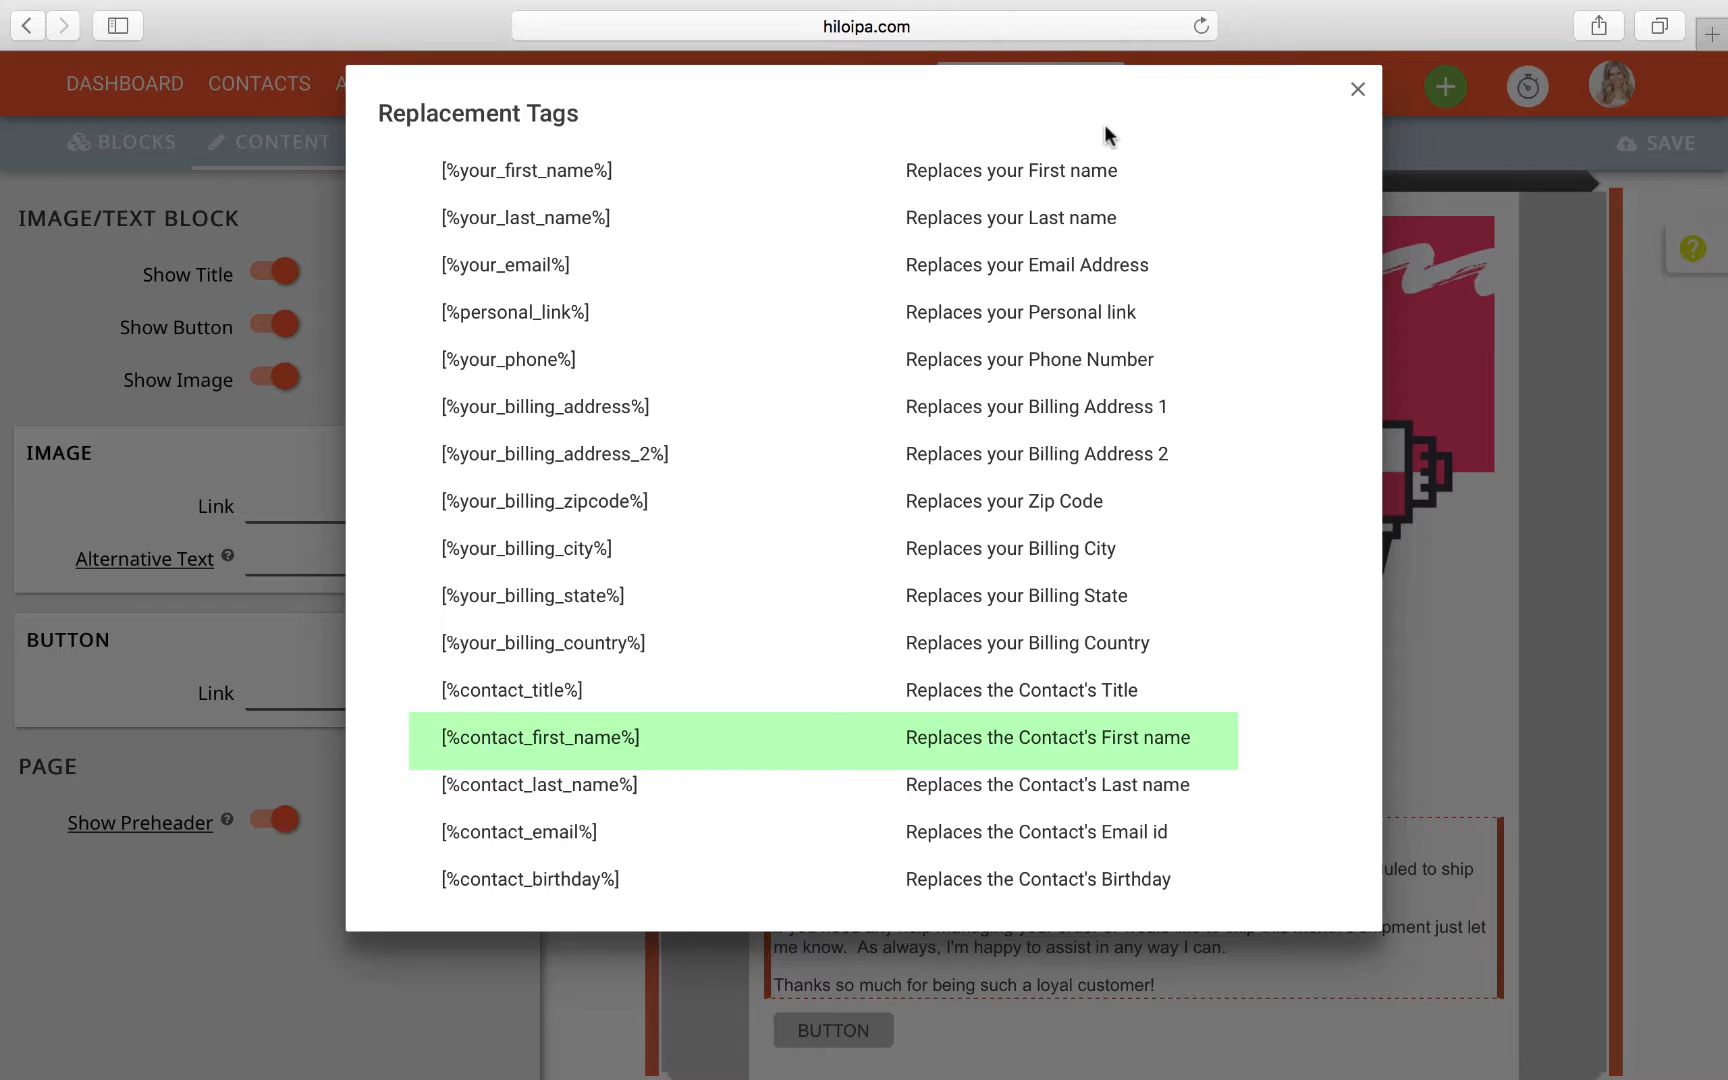 hiloipa.com
DASHBOARD CONTACTS A
BLOCKS CONTENT SAVE
Replacement Tags
[%your_first_name%] Replaces your First name
[%your_last_name%] Replaces your Last name
[%your_email%] Replaces your Email Address
[%personal_link%] Replaces your Personal link
[%your_phone%] Replaces your Phone Number
[%your_billing_address%] Replaces your Billing Address 1
[%your_billing_address_2%] Replaces your Billing Address 2
[%your_billing_zipcode%] Replaces your Zip Code
[%your_billing_city%] Replaces your Billing City
[%your_billing_state%] Replaces your Billing State
[%your_billing_country%] Replaces your Billing Country
[%contact_title%] Replaces the Contact's Title
[%contact_first_name%] Replaces the Contact's First name
[%contact_last_name%] Replaces the Contact's Last name
[%contact_email%] Replaces the Contact's Email id
[%contact_birthday%] Replaces the Contact's Birthday
IMAGE/TEXT BLOCK
Show Title
Show Button
Show Image
IMAGE
Link
Alternative Text
BUTTON
Link
PAGE
Show Preheader
uled to ship
pment just let
me know. As always, I'm happy to assist in any way I can.
Thanks so much for being such a loyal customer!
BUTTON